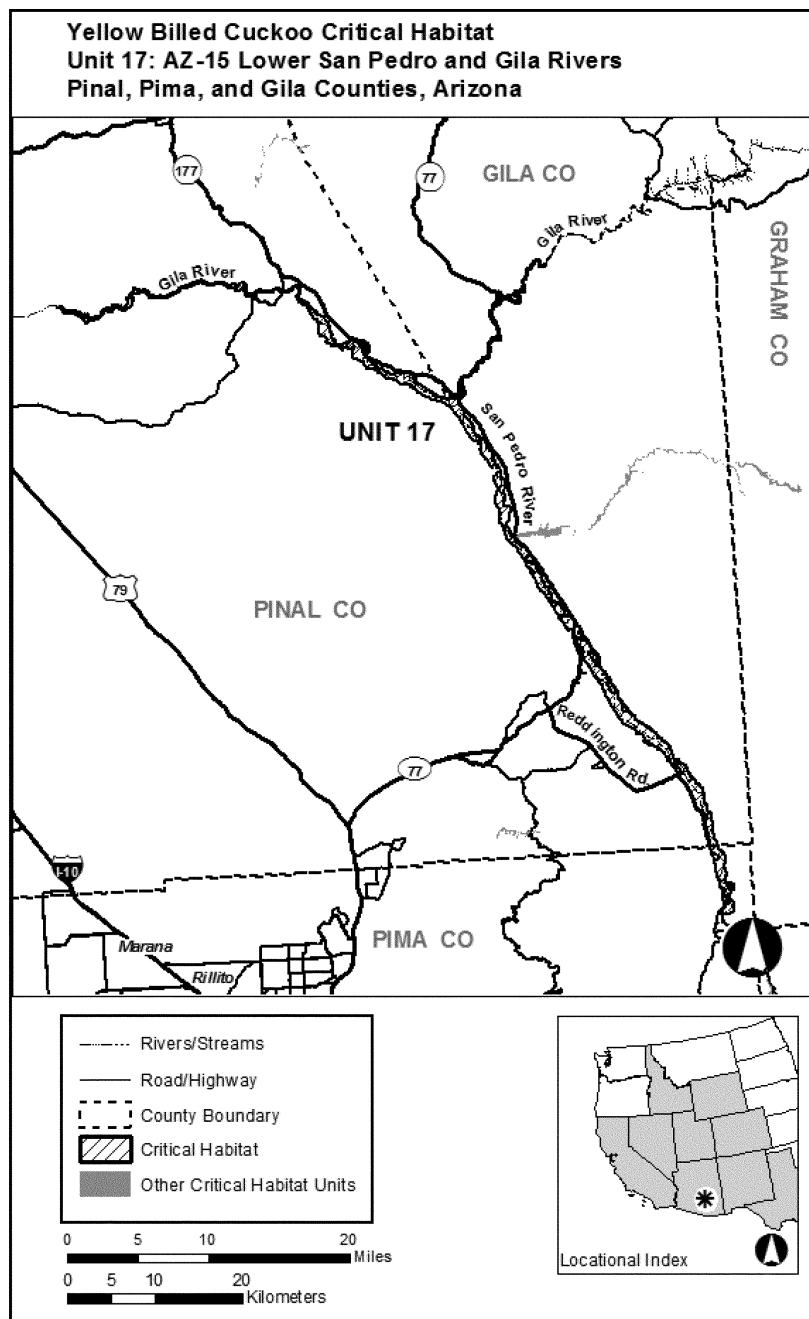 Yellow Billed Cuckoo Critical Habitat
Unit 17: AZ-15 Lower San Pedro and Gila Rivers
Pinal, Pima, and Gila Counties, Arizona
177
77
GILA CO
Gila River
GRAHAM CO
Gila River
UNIT 17
San Pedro River
79
PINAL CO
Reddington Rd.
77
I-10
PIMA CO
Marana
Rillito
Rivers/Streams
Road/Highway
County Boundary
Critical Habitat
Other Critical Habitat Units
0 5 10 20
Miles
0 5 10 20
Kilometers
Locational Index